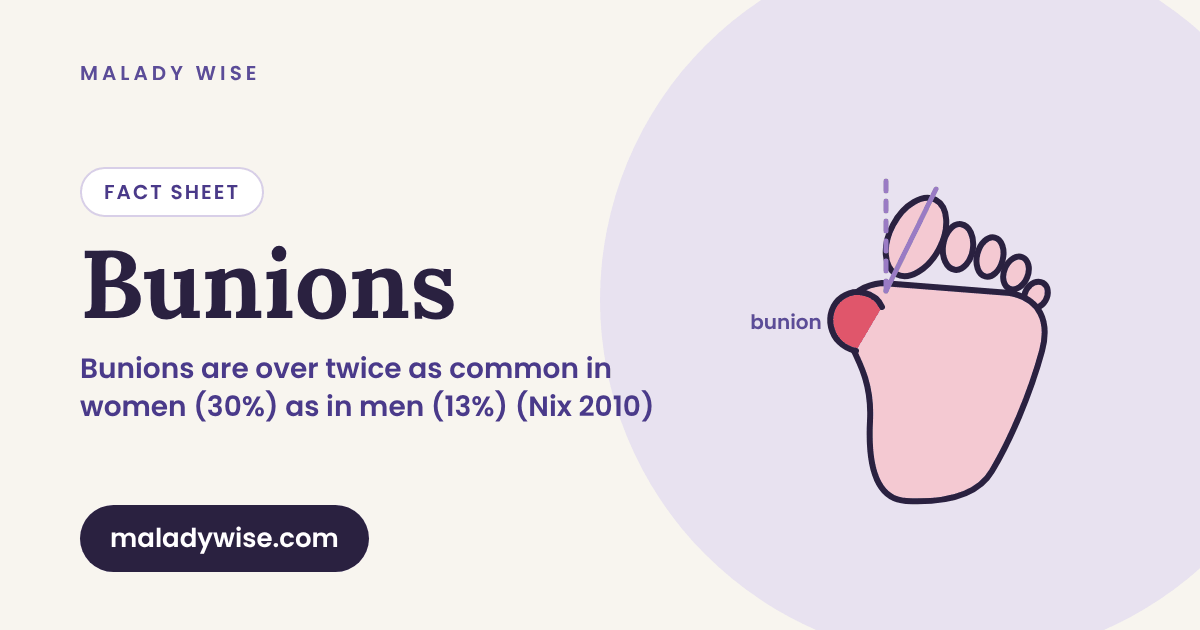 MALADY WISE
FACT SHEET
Bunions
Bunions are over twice as common in
women (30%) as in men (13%) (Nix 2010)
bunion
maladywise.com